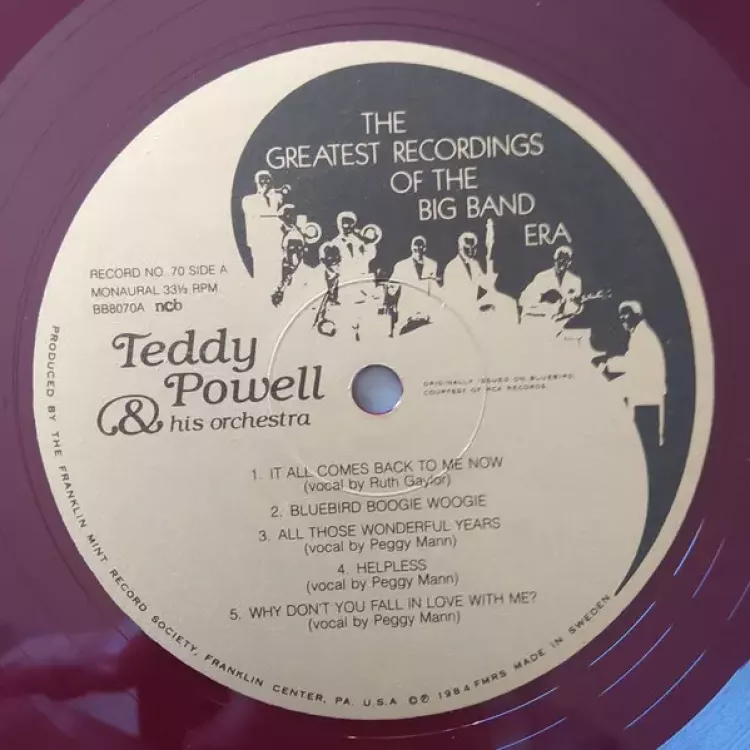 THE
GREATEST RECORDINGS
OF THE
BIG BAND
ERA
RECORD NO. 70 SIDE A
MONAURAL 33⅓ RPM
BB8070A ncb
Teddy
Powell
& his orchestra
ORIGINALLY ISSUED ON BLUEBIRD
COURTESY OF RCA RECORDS.
1. IT ALL COMES BACK TO ME NOW
(vocal by Ruth Gaylor)
2. BLUEBIRD BOOGIE WOOGIE
3. ALL THOSE WONDERFUL YEARS
(vocal by Peggy Mann)
4. HELPLESS
(vocal by Peggy Mann)
5. WHY DON'T YOU FALL IN LOVE WITH ME?
(vocal by Peggy Mann)
PRODUCED BY THE FRANKLIN MINT RECORD SOCIETY, FRANKLIN CENTER, PA. U.S.A © ℗ 1984 FMRS MADE IN SWEDEN